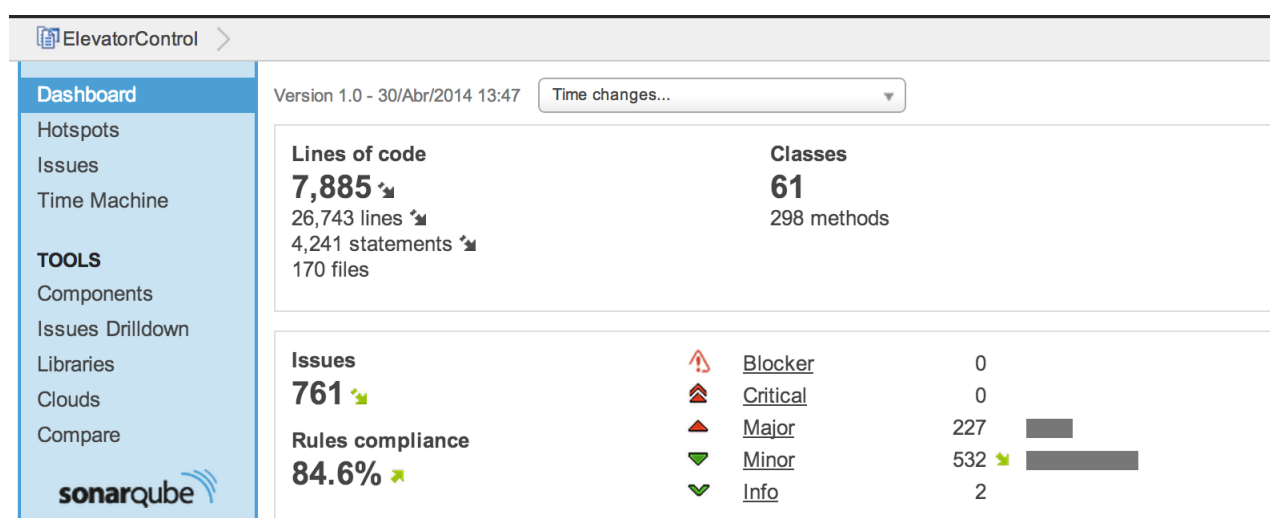 ElevatorControl
Dashboard
Hotspots
Issues
Time Machine
TOOLS
Components
Issues Drilldown
Libraries
Clouds
Compare
sonarqube
Version 1.0 - 30/Abr/2014 13:47 Time changes...
Lines of code
7,885
26,743 lines
4,241 statements
170 files
Classes
61
298 methods
Issues
761
Rules compliance
84.6%
Blocker 0
Critical 0
Major 227
Minor 532
Info 2